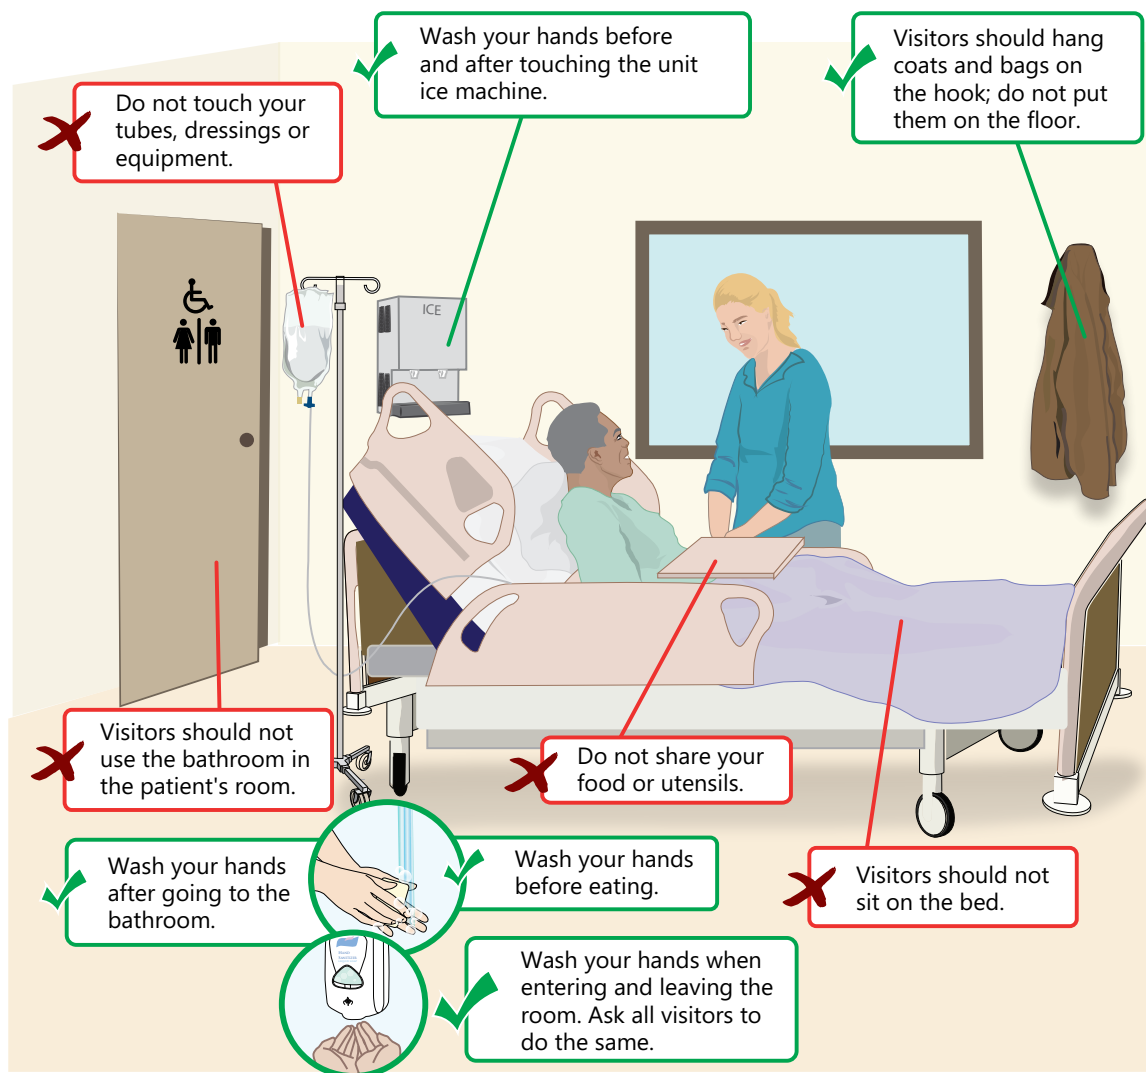 Wash your hands before
and after touching the unit
ice machine.
Visitors should hang
coats and bags on
the hook; do not put
them on the floor.
Do not touch your
tubes, dressings or
equipment.
ICE
Visitors should not
use the bathroom in
the patient's room.
Do not share your
food or utensils.
Visitors should not
sit on the bed.
Wash your hands
after going to the
bathroom.
Wash your hands
before eating.
Wash your hands when
entering and leaving the
room. Ask all visitors to
do the same.